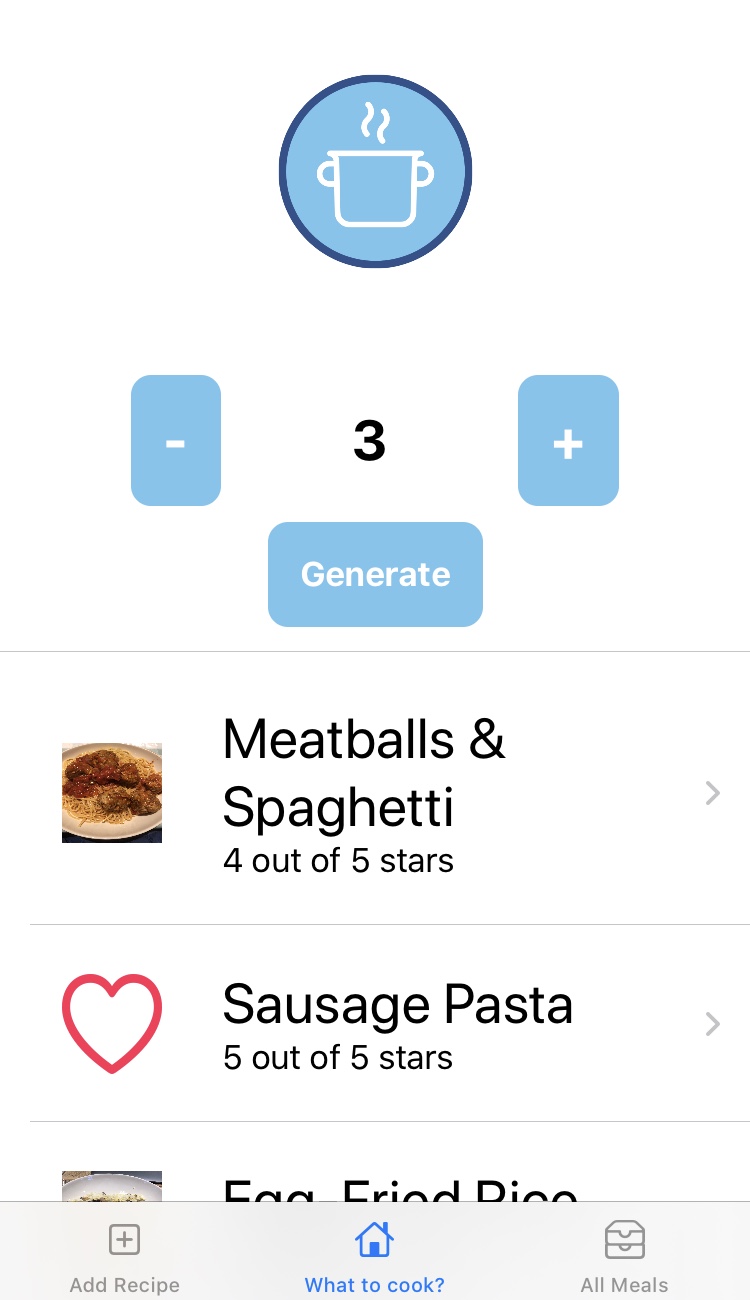 - 3 +
Generate
Meatballs &
Spaghetti
4 out of 5 stars
Sausage Pasta
5 out of 5 stars
Egg Fried Rice
Add Recipe What to cook? All Meals